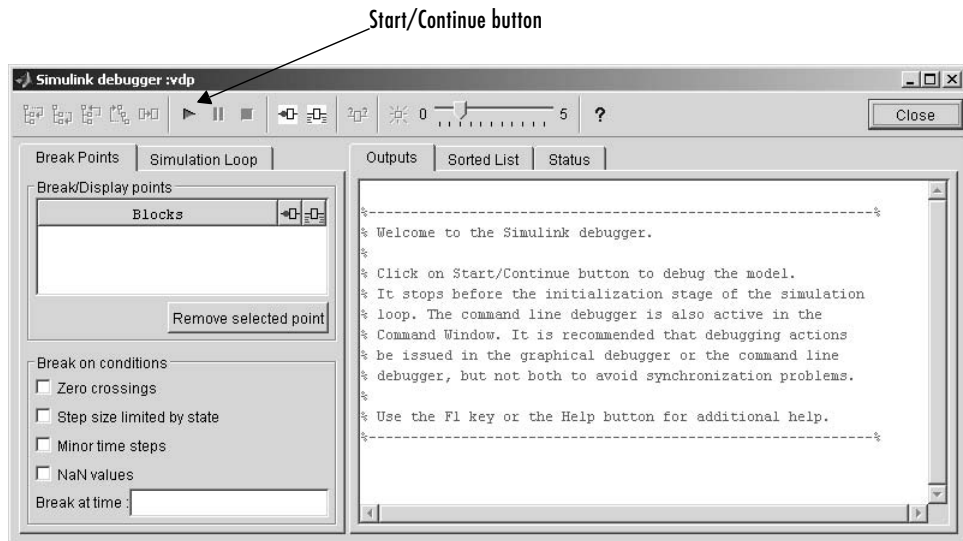 Start/Continue button
Simulink debugger :vdp
0 5 ? Close
Break Points Simulation Loop
Break/Display points
Blocks
Remove selected point
Break on conditions
Zero crossings
Step size limited by state
Minor time steps
NaN values
Break at time :
Outputs Sorted List Status
%----------------------------------------------------------------%
% Welcome to the Simulink debugger.
%
% Click on Start/Continue button to debug the model.
% It stops before the initialization stage of the simulation
% loop. The command line debugger is also active in the
% Command Window. It is recommended that debugging actions
% be issued in the graphical debugger or the command line
% debugger, but not both to avoid synchronization problems.
%
% Use the F1 key or the Help button for additional help.
%----------------------------------------------------------------%